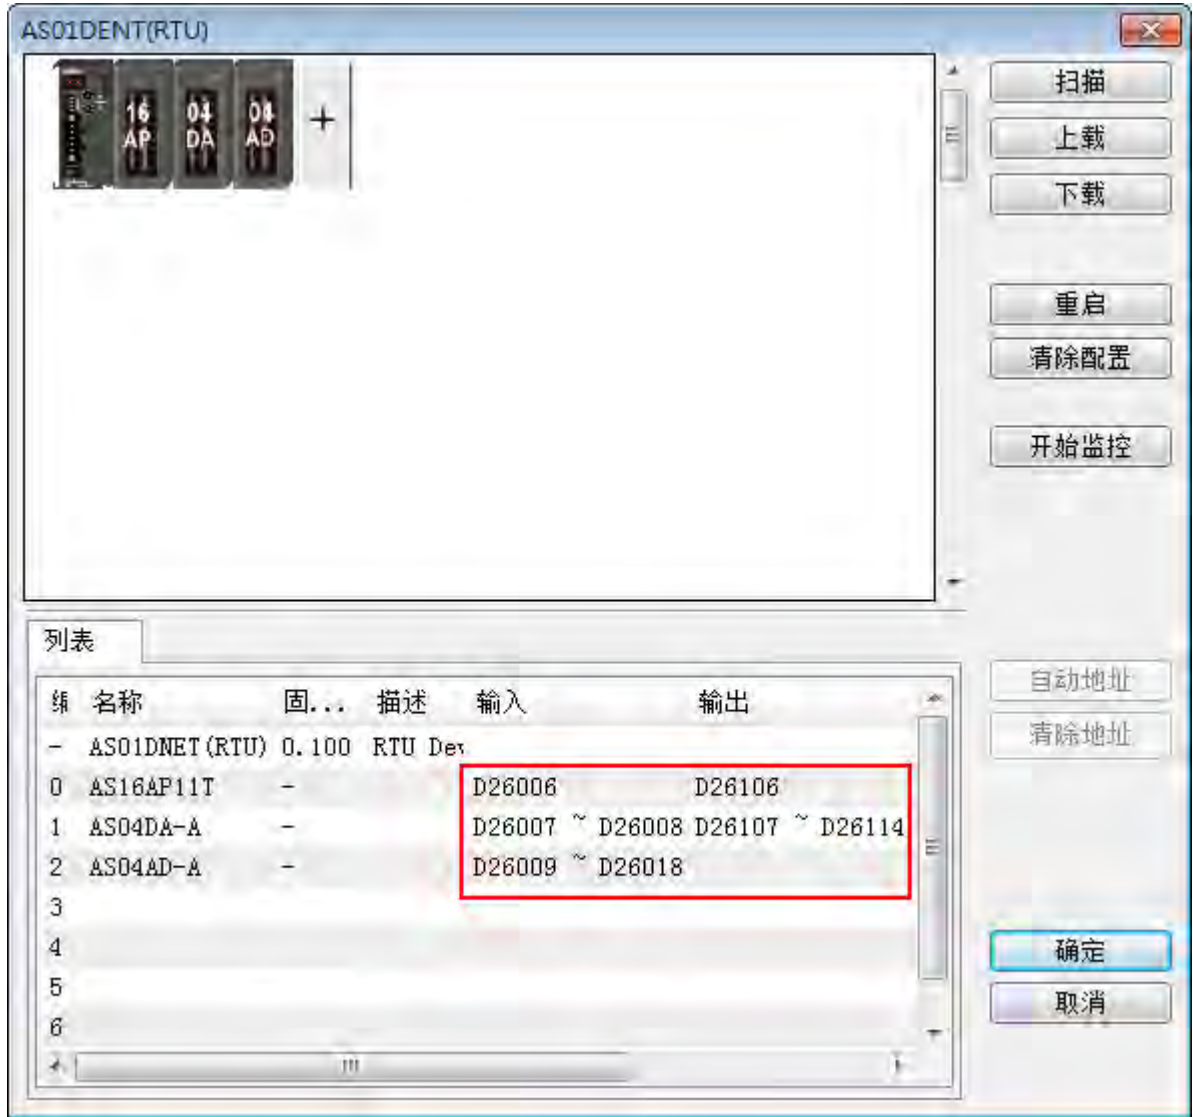 AS01DENT(RTU)
16 AP
04 DA
04 AD
+
扫描
上载
下载
重启
清除配置
开始监控
列表
名称 固... 描述 输入 输出
- AS01DNET(RTU) 0.100 RTU Dev
0 AS16AP11T - D26006 D26106
1 AS04DA-A - D26007 ~ D26008 D26107 ~ D26114
2 AS04AD-A - D26009 ~ D26018
3
4
5
6
自动地址
清除地址
确定
取消